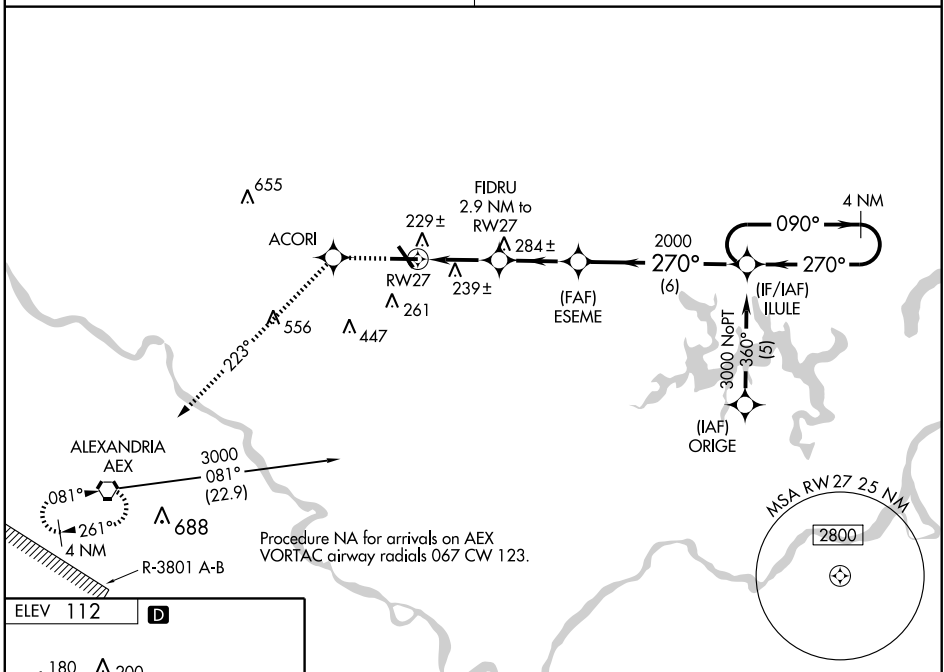 655
FIDRU
2.9 NM to
RW27
4 NM
090°
229±
ACORI
284±
2000
270°
(6)
270°
RW27
239±
(IF/IAF)
ILULE
(FAF)
ESEME
261
556
447
223°
3000 NoPT
360°
(5)
(IAF)
ORIGE
ALEXANDRIA
AEX
3000
081°
(22.9)
081°
261°
4 NM
688
R-3801 A-B
Procedure NA for arrivals on AEX
VORTAC airway radials 067 CW 123.
MSA RW27 25 NM
2800
ELEV 112
D
180
200